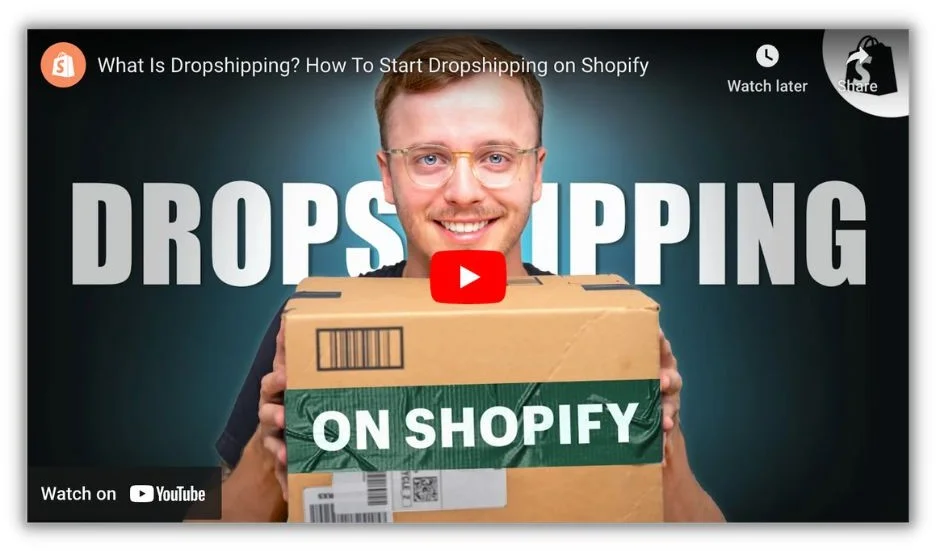 What Is Dropshipping? How To Start Dropshipping on Shopify
Watch later
Share
DROPS IPPING
ON SHOPIFY
Watch on YouTube